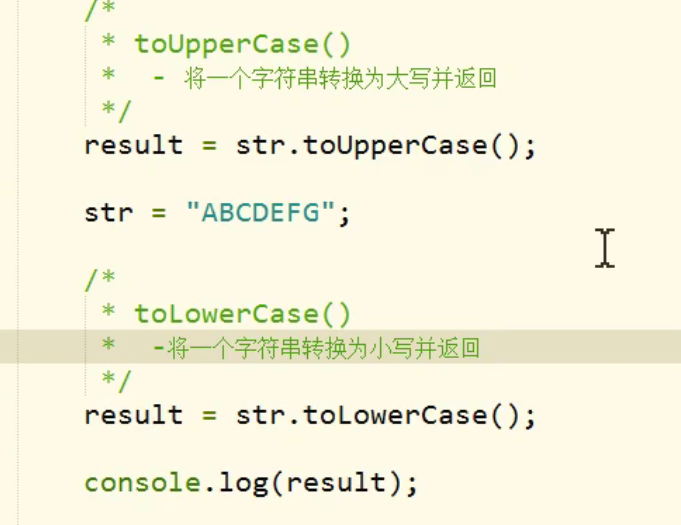 /*
 * toUpperCase()
 *  - 将一个字符串转换为大写并返回
 */
result = str.toUpperCase();
str = "ABCDEFG";
/*
 * toLowerCase()
 *  -将一个字符串转换为小写并返回
 */
result = str.toLowerCase();
console.log(result);